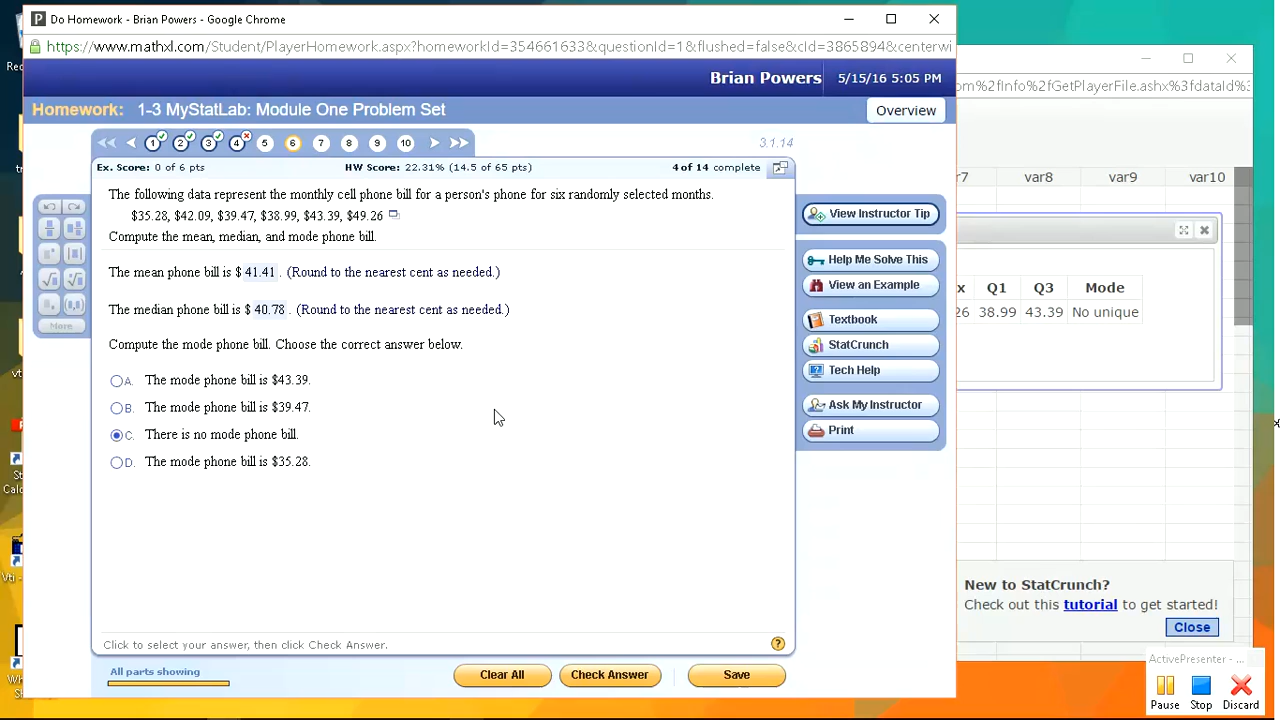 Do Homework - Brian Powers - Google Chrome
https://www.mathxl.com/Student/PlayerHomework.aspx?homeworkId=354661633&questionId=1&flushed=false&cId=3865894&centerwi
Brian Powers 5/15/16 5:05 PM
Homework: 1-3 MyStatLab: Module One Problem Set
Overview
1 2 3 4 5 6 7 8 9 10
3.1.14
Ex. Score: 0 of 6 pts HW Score: 22.31% (14.5 of 65 pts) 4 of 14 complete
The following data represent the monthly cell phone bill for a person's phone for six randomly selected months.
$35.28, $42.09, $39.47, $38.99, $43.39, $49.26
Compute the mean, median, and mode phone bill.
The mean phone bill is $ 41.41. (Round to the nearest cent as needed.)
The median phone bill is $ 40.78. (Round to the nearest cent as needed.)
Compute the mode phone bill. Choose the correct answer below.
A. The mode phone bill is $43.39.
B. The mode phone bill is $39.47.
C. There is no mode phone bill.
D. The mode phone bill is $35.28.
More
Click to select your answer, then click Check Answer.
?
All parts showing
Clear All
Check Answer
Save
View Instructor Tip
Help Me Solve This
View an Example
Textbook
StatCrunch
Tech Help
Ask My Instructor
Print
om%2fInfo%2fGetPlayerFile.ashx%3fdataId%3
r7 var8 var9 var10
x Q1 Q3 Mode
26 38.99 43.39 No unique
New to StatCrunch?
Check out this tutorial to get started!
Close
ActivePresenter - ...
Pause Stop Discard